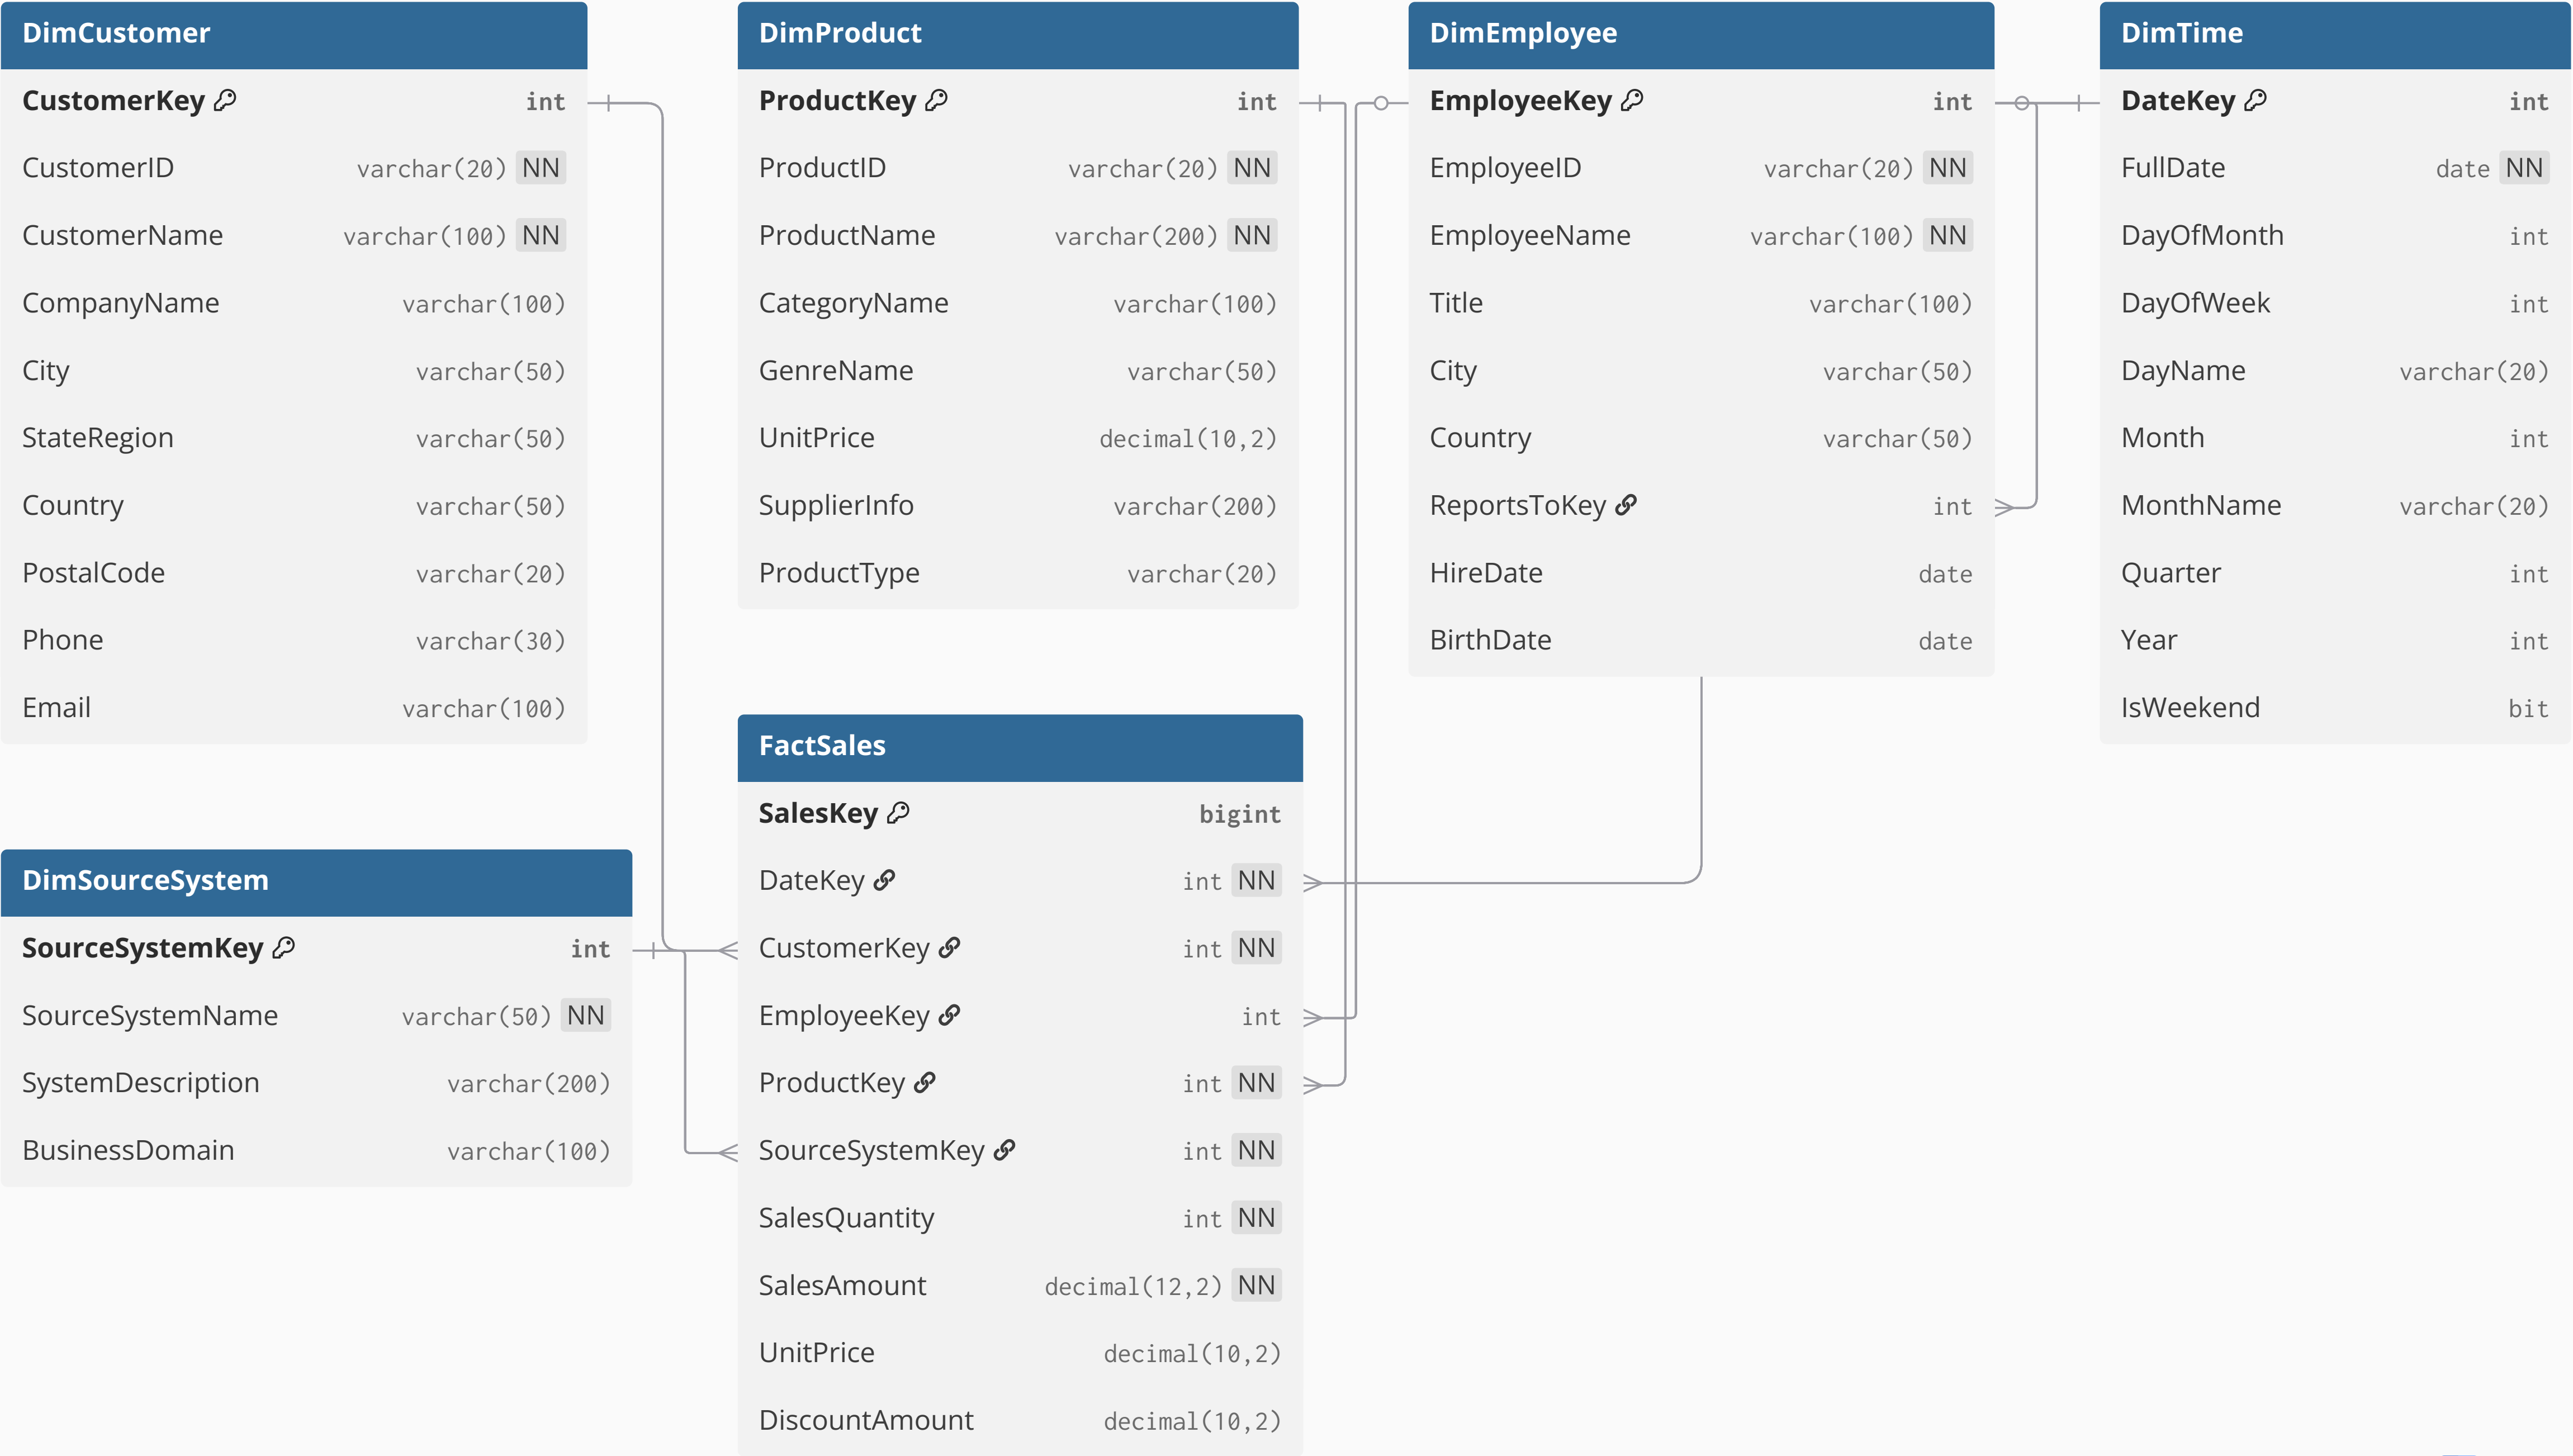 DimCustomer
CustomerKey int
CustomerID varchar(20) NN
CustomerName varchar(100) NN
CompanyName varchar(100)
City varchar(50)
StateRegion varchar(50)
Country varchar(50)
PostalCode varchar(20)
Phone varchar(30)
Email varchar(100)
DimProduct
ProductKey int
ProductID varchar(20) NN
ProductName varchar(200) NN
CategoryName varchar(100)
GenreName varchar(50)
UnitPrice decimal(10,2)
SupplierInfo varchar(200)
ProductType varchar(20)
DimEmployee
EmployeeKey int
EmployeeID varchar(20) NN
EmployeeName varchar(100) NN
Title varchar(100)
City varchar(50)
Country varchar(50)
ReportsToKey int
HireDate date
BirthDate date
DimTime
DateKey int
FullDate date NN
DayOfMonth int
DayOfWeek int
DayName varchar(20)
Month int
MonthName varchar(20)
Quarter int
Year int
IsWeekend bit
DimSourceSystem
SourceSystemKey int
SourceSystemName varchar(50) NN
SystemDescription varchar(200)
BusinessDomain varchar(100)
FactSales
SalesKey bigint
DateKey int NN
CustomerKey int NN
EmployeeKey int
ProductKey int NN
SourceSystemKey int NN
SalesQuantity int NN
SalesAmount decimal(12,2) NN
UnitPrice decimal(10,2)
DiscountAmount decimal(10,2)